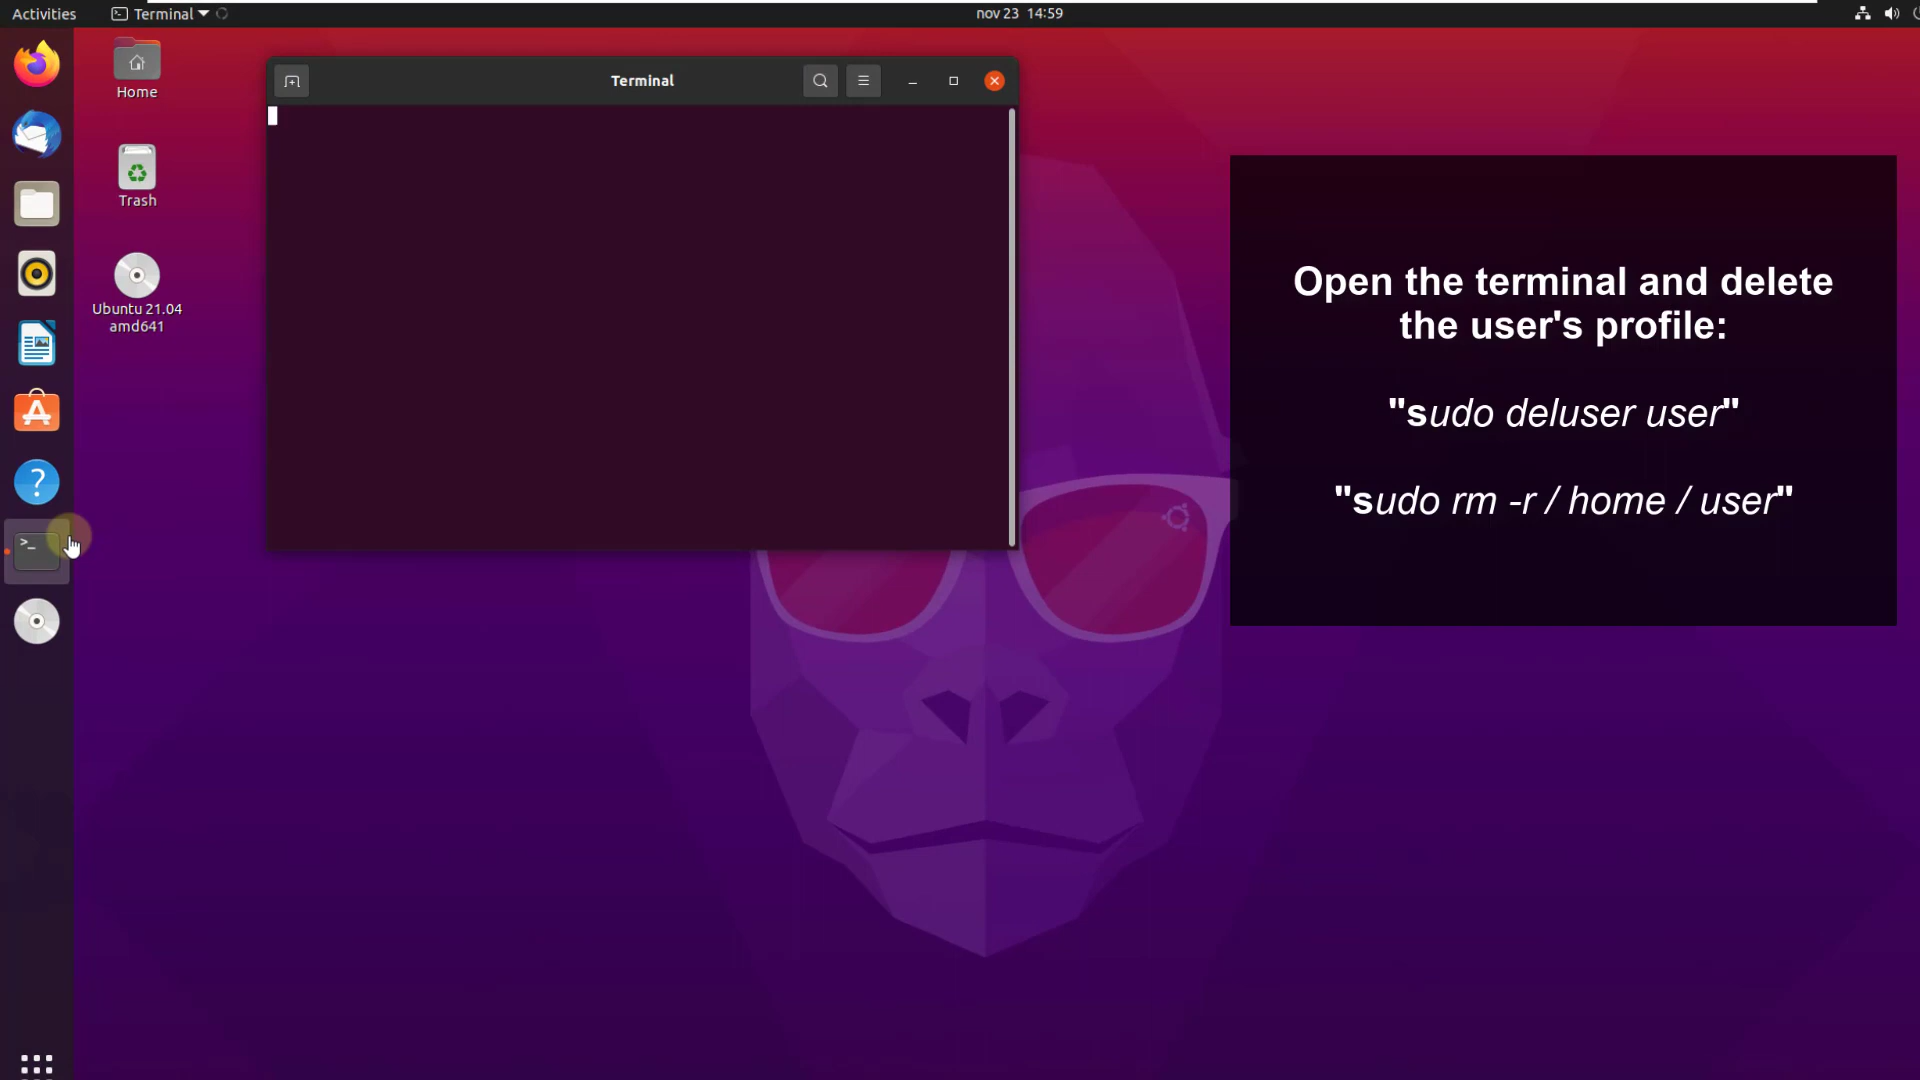 Activities
Terminal
nov 23 14:59
Home
Trash
Ubuntu 21.04
amd641
Terminal
>_
?
Open the terminal and delete
the user's profile:
"sudo deluser user"
"sudo rm -r / home / user"